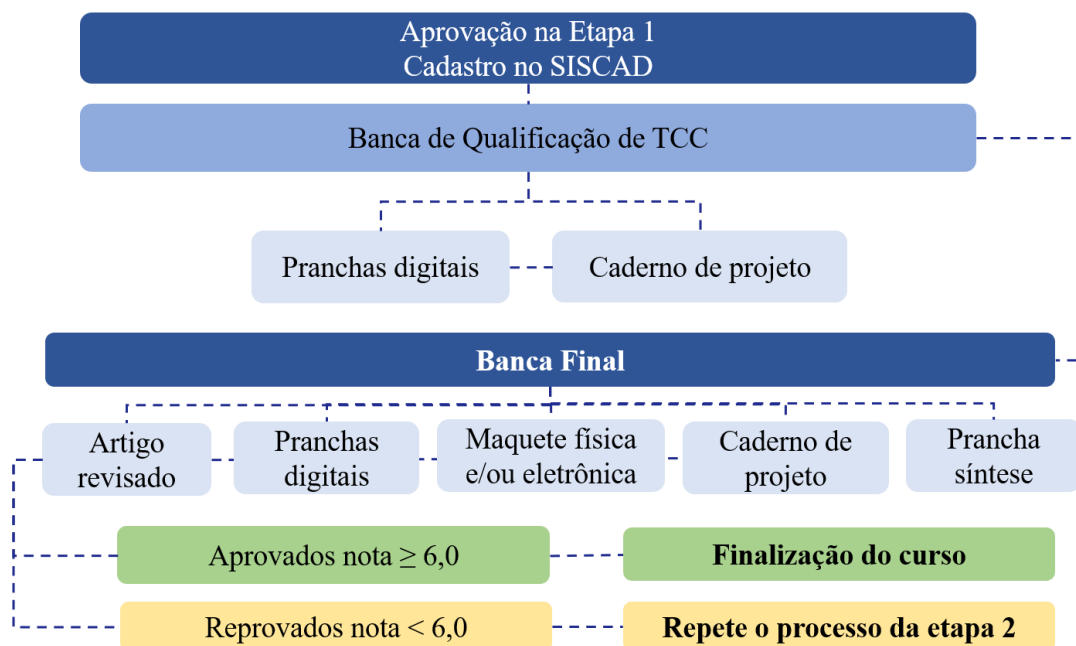 Aprovação na Etapa 1
Cadastro no SISCAD
Banca de Qualificação de TCC
Pranchas digitais
Caderno de projeto
Banca Final
Artigo
revisado
Pranchas
digitais
Maquete física
e/ou eletrônica
Caderno de
projeto
Prancha
síntese
Aprovados nota ≥ 6,0
Finalização do curso
Reprovados nota < 6,0
Repete o processo da etapa 2